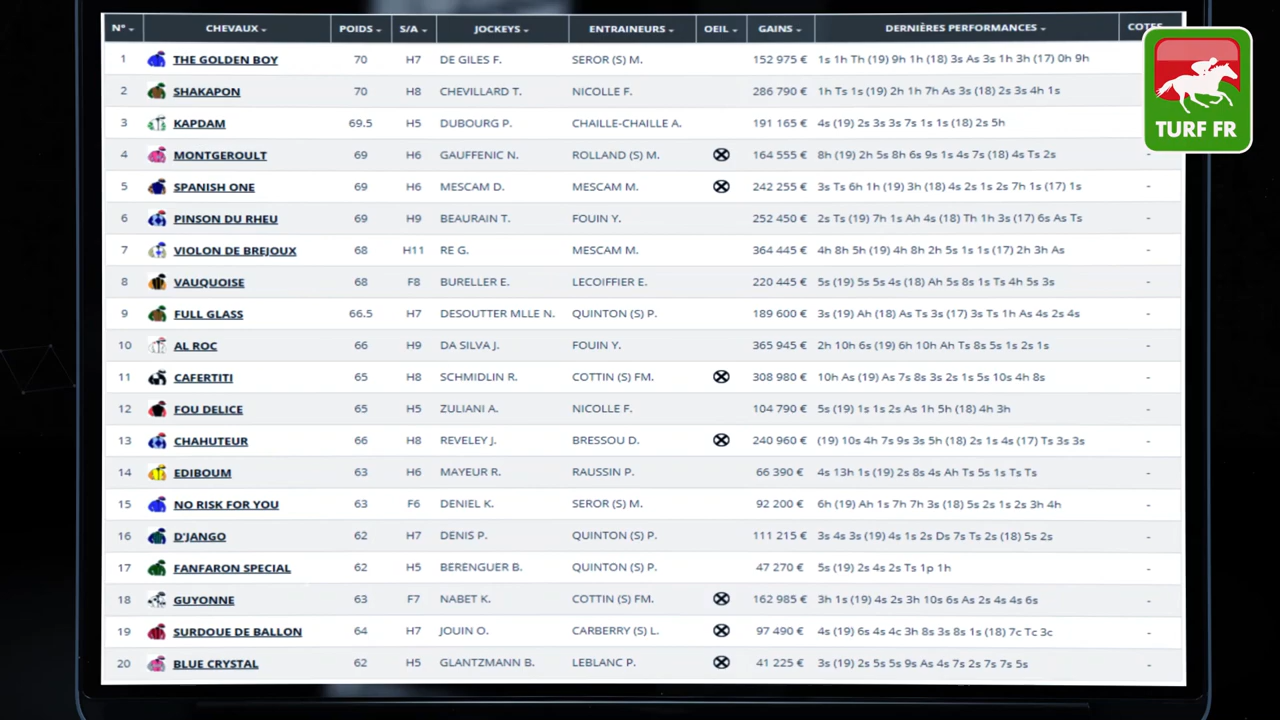 N° CHEVAUX POIDS S/A JOCKEYS ENTRAINEURS OEIL GAINS DERNIÈRES PERFORMANCES COTES
1 THE GOLDEN BOY 70 H7 DE GILES F. SEROR (S) M. 152 975 € 1s 1h Th (19) 9h 1h (18) 3s As 3s 1h 3h (17) 0h 9h
2 SHAKAPON 70 H8 CHEVILLARD T. NICOLLE F. 286 790 € 1h Ts 1s (19) 2h 1h 7h As 3s (18) 2s 3s 4h 1s
3 KAPDAM 69.5 H5 DUBOURG P. CHAILLE-CHAILLE A. 191 165 € 4s (19) 2s 3s 3s 7s 1s 1s (18) 2s 5h
TURF FR
4 MONTGEROULT 69 H6 GAUFFENIC N. ROLLAND (S) M. 164 555 € 8h (19) 2h 5s 8h 6s 9s 1s 4s 7s (18) 4s Ts 2s -
5 SPANISH ONE 69 H6 MESCAM D. MESCAM M. 242 255 € 3s Ts 6h 1h (19) 3h (18) 4s 2s 1s 2s 7h 1s (17) 1s -
6 PINSON DU RHEU 69 H9 BEAURAIN T. FOUIN Y. 252 450 € 2s Ts (19) 7h 1s Ah 4s (18) Th 1h 3s (17) 6s As Ts -
7 VIOLON DE BREJOUX 68 H11 RE G. MESCAM M. 364 445 € 4h 8h 5h (19) 4h 8h 2h 5s 1s 1s (17) 2h 3h As -
8 VAUQUOISE 68 F8 BURELLER E. LECOIFFIER E. 220 445 € 5s (19) 5s 5s 4s (18) Ah 5s 8s 1s Ts 4h 5s 3s -
9 FULL GLASS 66.5 H7 DESOUTTER MLLE N. QUINTON (S) P. 189 600 € 3s (19) Ah (18) As Ts 3s (17) 3s Ts 1h As 4s 2s 4s -
10 AL ROC 66 H9 DA SILVA J. FOUIN Y. 365 945 € 2h 10h 6s (19) 6h 10h Ah Ts 8s 5s 1s 2s 1s -
11 CAFERTITI 65 H8 SCHMIDLIN R. COTTIN (S) FM. 308 980 € 10h As (19) As 7s 8s 3s 2s 1s 5s 10s 4h 8s -
12 FOU DELICE 65 H5 ZULIANI A. NICOLLE F. 104 790 € 5s (19) 1s 1s 2s As 1h 5h (18) 4h 3h -
13 CHAHUTEUR 66 H8 REVELEY J. BRESSOU D. 240 960 € (19) 10s 4h 7s 9s 3s 5h (18) 2s 1s 4s (17) Ts 3s 3s -
14 EDIBOUM 63 H6 MAYEUR R. RAUSSIN P. 66 390 € 4s 13h 1s (19) 2s 8s 4s Ah Ts 5s 1s Ts Ts -
15 NO RISK FOR YOU 63 F6 DENIEL K. SEROR (S) M. 92 200 € 6h (19) Ah 1s 7h 7h 3s (18) 5s 2s 1s 2s 3h 4h -
16 D'JANGO 62 H7 DENIS P. QUINTON (S) P. 111 215 € 3s 4s 3s (19) 4s 1s 2s Ds 7s Ts 2s (18) 5s 2s -
17 FANFARON SPECIAL 62 H5 BERENGUER B. QUINTON (S) P. 47 270 € 5s (19) 2s 4s 2s Ts 1p 1h -
18 GUYONNE 63 F7 NABET K. COTTIN (S) FM. 162 985 € 3h 1s (19) 4s 2s 3h 10s 6s As 2s 4s 4s 6s -
19 SURDOUE DE BALLON 64 H7 JOUIN O. CARBERRY (S) L. 97 490 € 4s (19) 6s 4s 4c 3h 8s 3s 8s 1s (18) 7c Tc 3c -
20 BLUE CRYSTAL 62 H5 GLANTZMANN B. LEBLANC P. 41 225 € 3s (19) 2s 5s 5s 9s As 4s 7s 2s 7s 7s 5s -